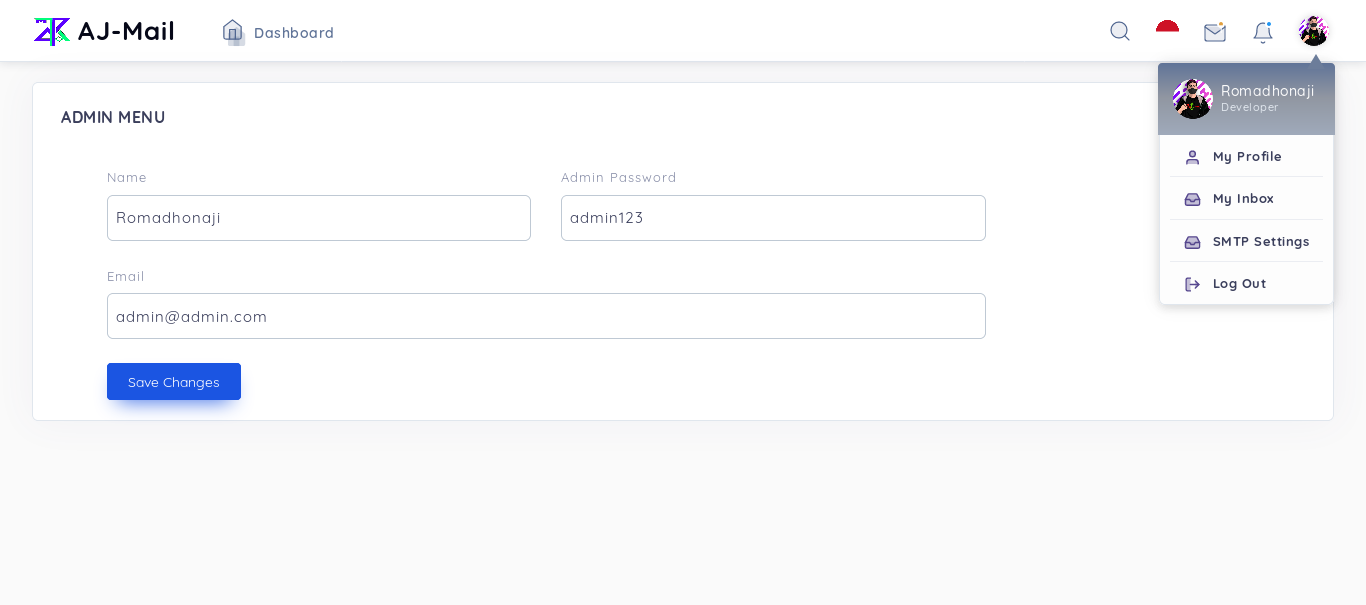 AJ-Mail
Dashboard
Romadhonaji
Developer
My Profile
My Inbox
SMTP Settings
Log Out
ADMIN MENU
Name
Admin Password
Romadhonaji
admin123
Email
admin@admin.com
Save Changes